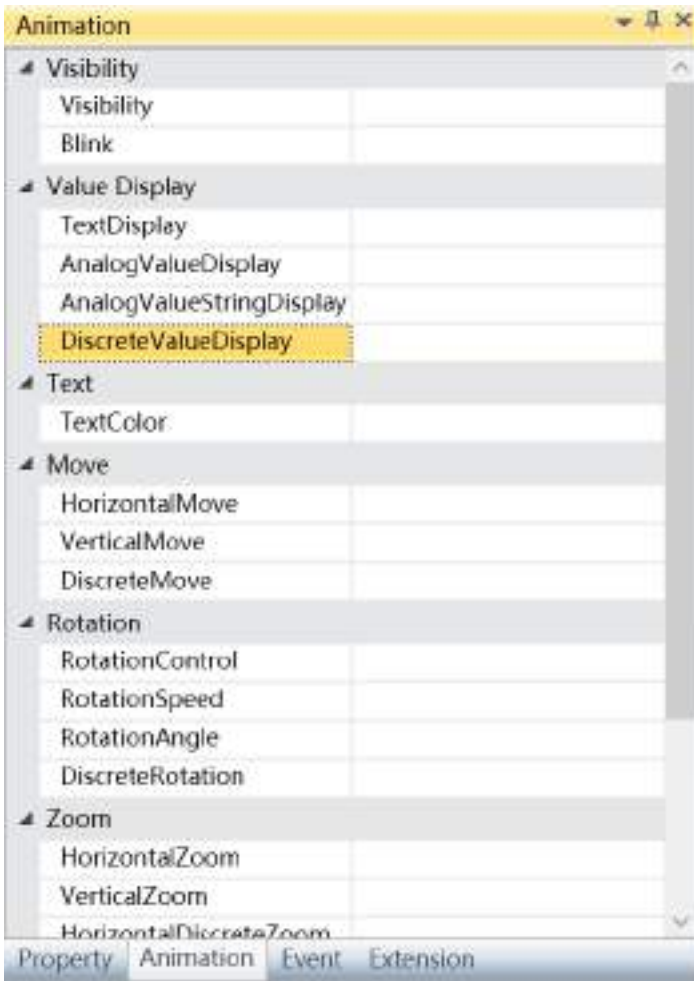 Animation
Visibility
Visibility
Blink
Value Display
TextDisplay
AnalogValueDisplay
AnalogValueStringDisplay
DiscreteValueDisplay
Text
TextColor
Move
HorizontalMove
VerticalMove
DiscreteMove
Rotation
RotationControl
RotationSpeed
RotationAngle
DiscreteRotation
Zoom
HorizontalZoom
VerticalZoom
HorizontalDiscreteZoom
Property Animation Event Extension